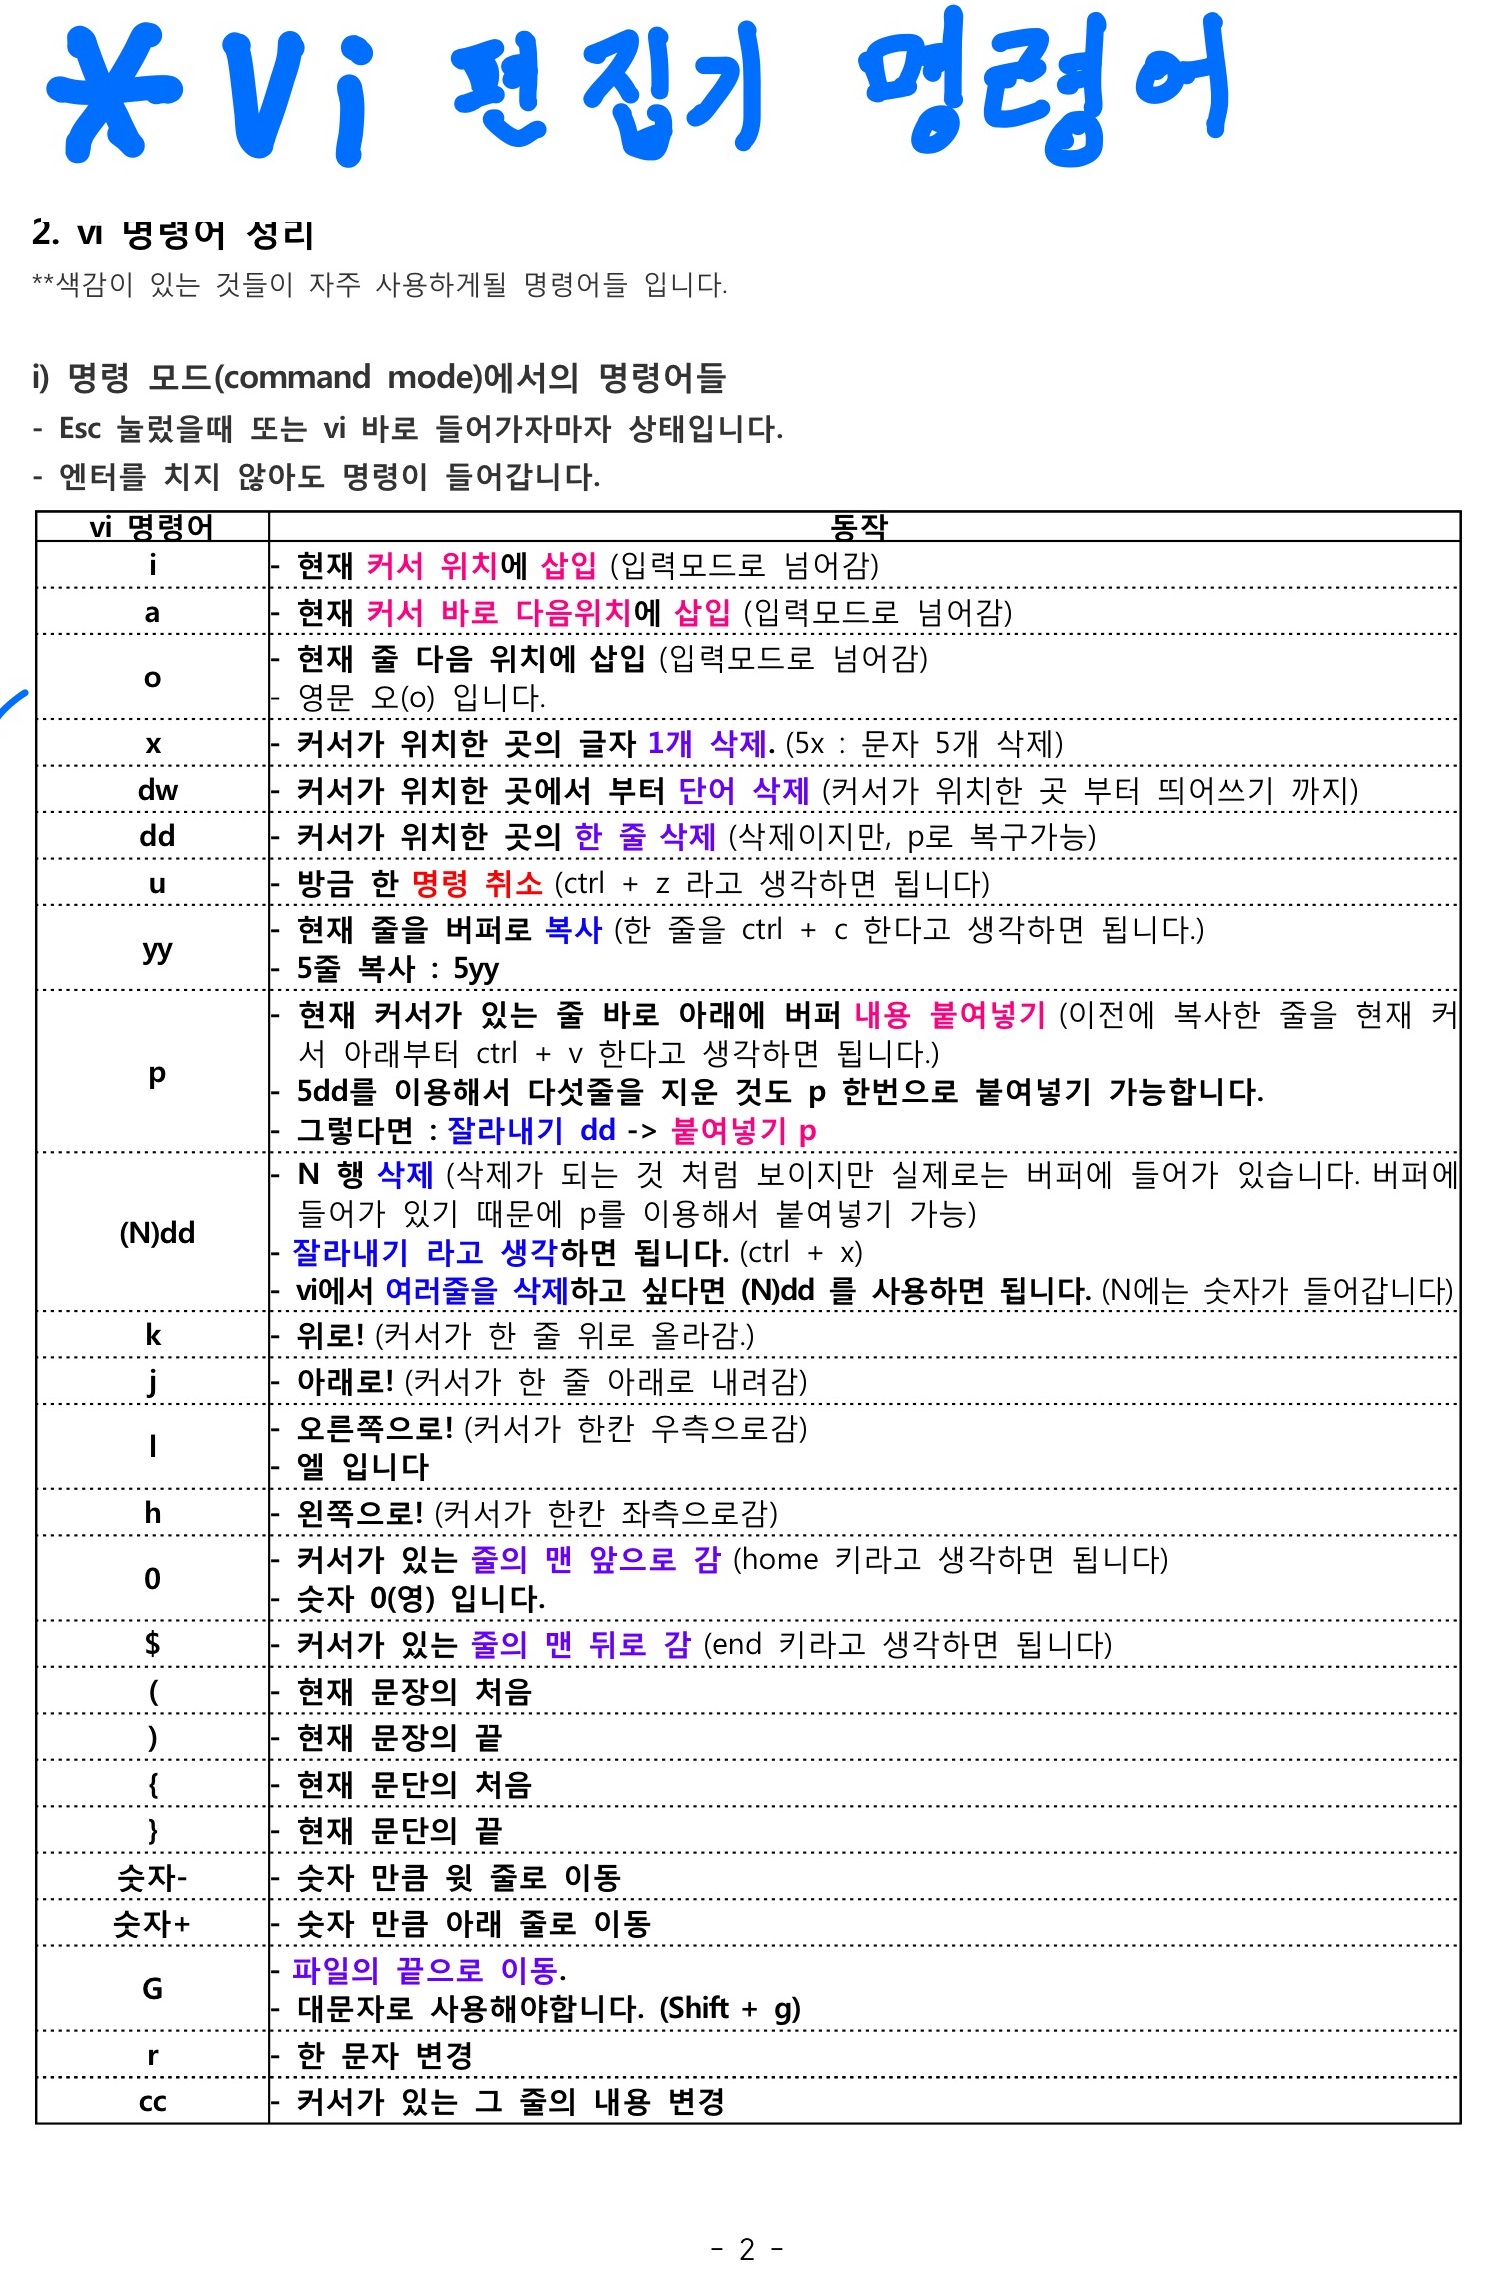 * Vi 편집기 명령어
2. vi 명령어 정리
**색감이 있는 것들이 자주 사용하게될 명령어들 입니다.
i) 명령 모드(command mode)에서의 명령어들
- Esc 눌렀을때 또는 vi 바로 들어가자마자 상태입니다.
- 엔터를 치지 않아도 명령이 들어갑니다.
vi 명령어 동작
i - 현재 커서 위치에 삽입 (입력모드로 넘어감)
a - 현재 커서 바로 다음위치에 삽입 (입력모드로 넘어감)
o - 현재 줄 다음 위치에 삽입 (입력모드로 넘어감)
- 영문 오(o) 입니다.
x - 커서가 위치한 곳의 글자 1개 삭제. (5x : 문자 5개 삭제)
dw - 커서가 위치한 곳에서 부터 단어 삭제 (커서가 위치한 곳 부터 띄어쓰기 까지)
dd - 커서가 위치한 곳의 한 줄 삭제 (삭제이지만, p로 복구가능)
u - 방금 한 명령 취소 (ctrl + z 라고 생각하면 됩니다)
yy - 현재 줄을 버퍼로 복사 (한 줄을 ctrl + c 한다고 생각하면 됩니다.)
- 5줄 복사 : 5yy
p - 현재 커서가 있는 줄 바로 아래에 버퍼 내용 붙여넣기 (이전에 복사한 줄을 현재 커
서 아래부터 ctrl + v 한다고 생각하면 됩니다.)
- 5dd를 이용해서 다섯줄을 지운 것도 p 한번으로 붙여넣기 가능합니다.
- 그렇다면 : 잘라내기 dd -> 붙여넣기 p
(N)dd - N 행 삭제 (삭제가 되는 것 처럼 보이지만 실제로는 버퍼에 들어가 있습니다. 버퍼에
들어가 있기 때문에 p를 이용해서 붙여넣기 가능)
- 잘라내기 라고 생각하면 됩니다. (ctrl + x)
- vi에서 여러줄을 삭제하고 싶다면 (N)dd 를 사용하면 됩니다. (N에는 숫자가 들어갑니다)
k - 위로! (커서가 한 줄 위로 올라감.)
j - 아래로! (커서가 한 줄 아래로 내려감)
l - 오른쪽으로! (커서가 한칸 우측으로감)
- 엘 입니다
h - 왼쪽으로! (커서가 한칸 좌측으로감)
0 - 커서가 있는 줄의 맨 앞으로 감 (home 키라고 생각하면 됩니다)
- 숫자 0(영) 입니다.
$ - 커서가 있는 줄의 맨 뒤로 감 (end 키라고 생각하면 됩니다)
( - 현재 문장의 처음
) - 현재 문장의 끝
{ - 현재 문단의 처음
} - 현재 문단의 끝
숫자- - 숫자 만큼 윗 줄로 이동
숫자+ - 숫자 만큼 아래 줄로 이동
G - 파일의 끝으로 이동.
- 대문자로 사용해야합니다. (Shift + g)
r - 한 문자 변경
cc - 커서가 있는 그 줄의 내용 변경
- 2 -